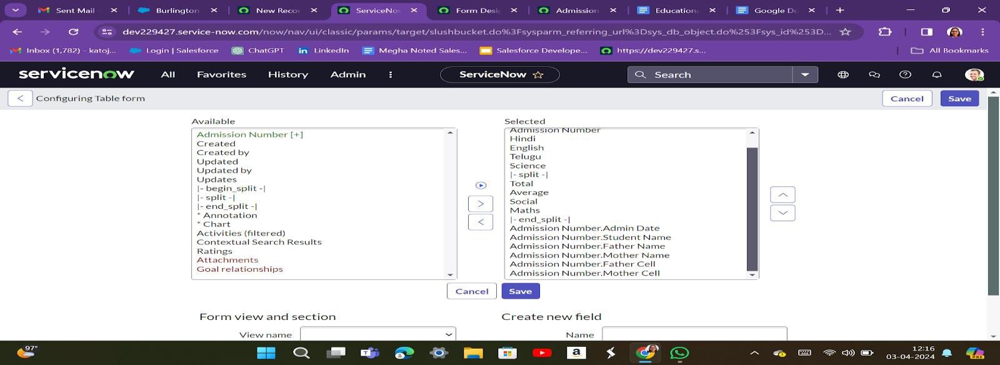 Sent Mail
Burlington
New Recor
ServiceNow
Form Desi
Admission
Education
Google Do
dev229427.service-now.com/now/nav/ui/classic/params/target/slushbucket.do%3Fsysparm_referring_url%3Dsys_db_object.do%253Fsys_id%253D...
Inbox (1,782) - katoj...
Login | Salesforce
ChatGPT
LinkedIn
Megha Noted Sales...
Salesforce Develope...
https://dev229427.s...
All Bookmarks
servicenow
All
Favorites
History
Admin
ServiceNow
Search
Configuring Table form
Cancel
Save
Available
Admission Number [+]
Created
Created by
Updated
Updated by
Updates
|- begin_split -|
|- split -|
|- end_split -|
* Annotation
* Chart
Activities (filtered)
Contextual Search Results
Ratings
Attachments
Goal relationships
Selected
Admission Number
Hindi
English
Telugu
Science
|- split -|
Total
Average
Social
Maths
|- end_split -|
Admission Number.Admin Date
Admission Number.Student Name
Admission Number.Father Name
Admission Number.Mother Name
Admission Number.Father Cell
Admission Number.Mother Cell
Cancel
Save
Form view and section
Create new field
View name
Name
97°
12:16
03-04-2024